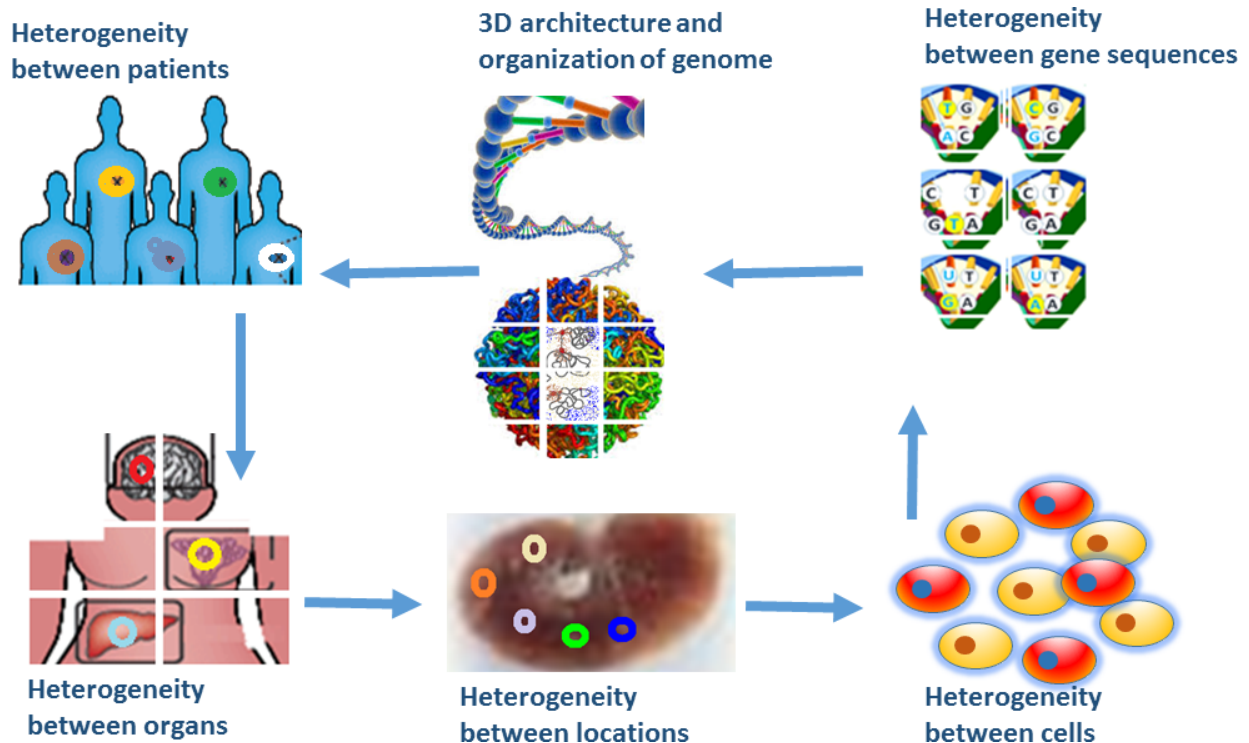 Heterogeneity
between patients
3D architecture and
organization of genome
Heterogeneity
between gene sequences
T G C G
A C G C
C T C T
G T A G A
U T U T
G A A A
Heterogeneity
between organs
Heterogeneity
between locations
Heterogeneity
between cells